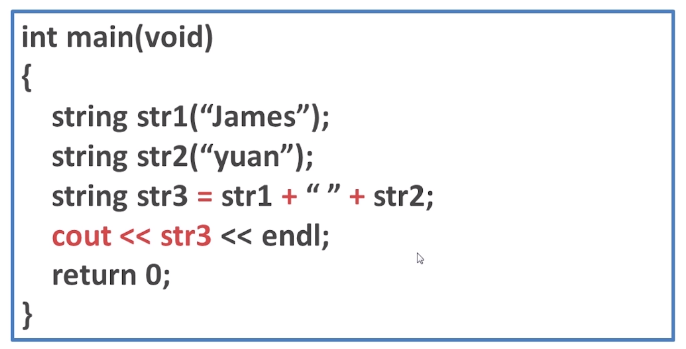 int main(void)
{
string str1(“James”);
string str2(“yuan”);
string str3 = str1 + “ ” + str2;
cout << str3 << endl;
return 0;
}